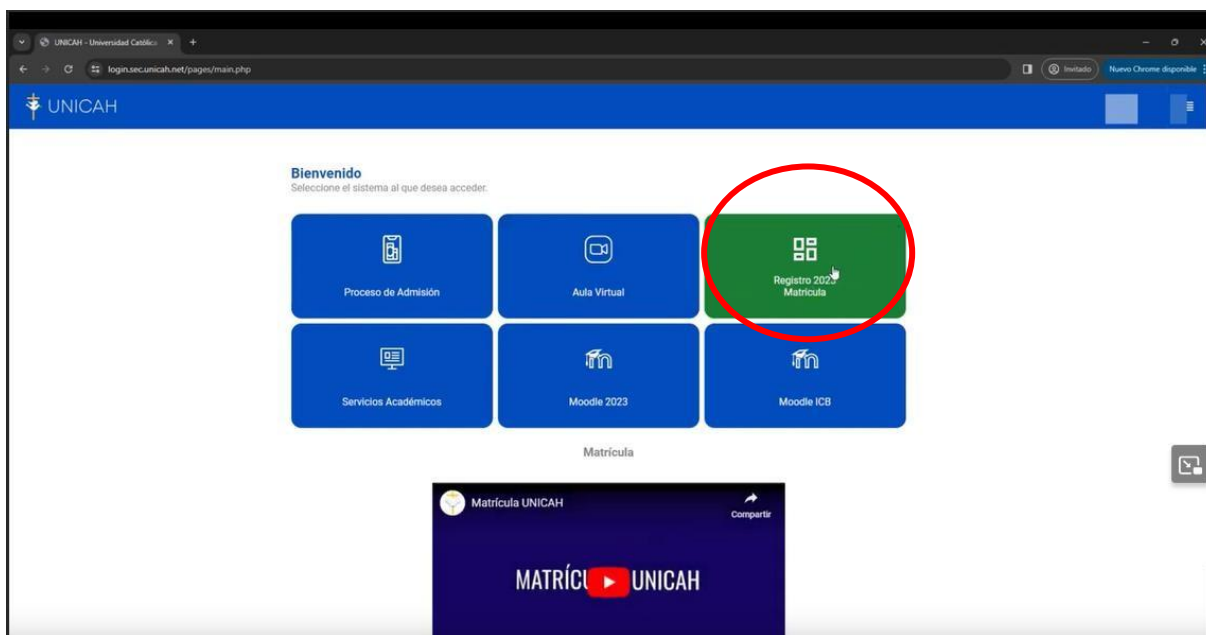 UNICAH - Universidad Católic
login.sec.unicah.net/pages/main.php
Invitado
Nuevo Chrome disponible
UNICAH
Bienvenido
Seleccione el sistema al que desea acceder.
Proceso de Admisión
Aula Virtual
Registro 2023
Matrícula
Servicios Académicos
Moodle 2023
Moodle ICB
Matrícula
Matrícula UNICAH
Compartir
MATRÍCU UNICAH